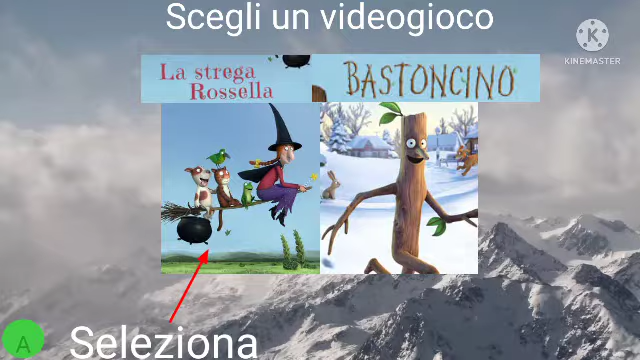 Scegli un videogioco
K
KINEMASTER
La strega
Rossella
BASTONCINO
A
Seleziona